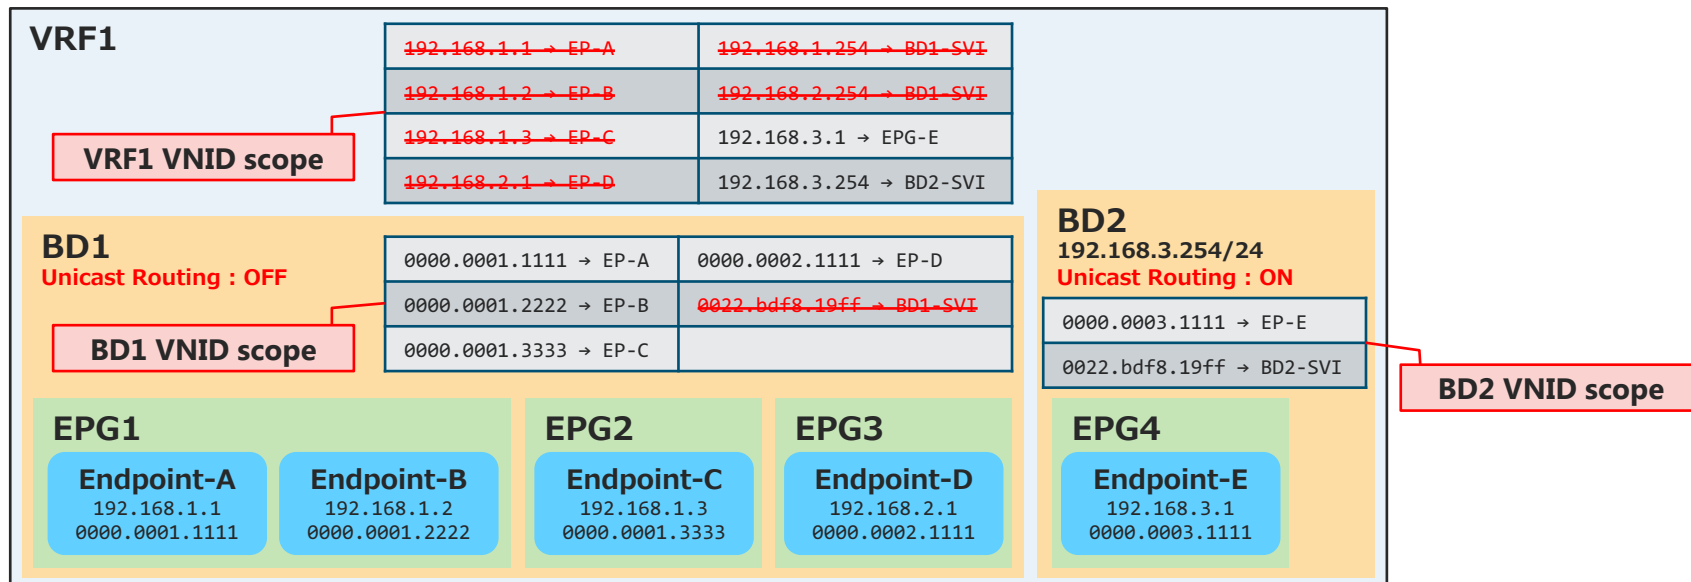 VRF1
192.168.1.1 → EP-A
192.168.1.254 → BD1-SVI
192.168.1.2 → EP-B
192.168.2.254 → BD1-SVI
192.168.1.3 → EP-C
192.168.3.1 → EPG-E
192.168.2.1 → EP-D
192.168.3.254 → BD2-SVI
VRF1 VNID scope
BD1
Unicast Routing : OFF
0000.0001.1111 → EP-A
0000.0002.1111 → EP-D
0000.0001.2222 → EP-B
0022.bdf8.19ff → BD1-SVI
0000.0001.3333 → EP-C
BD1 VNID scope
BD2
192.168.3.254/24
Unicast Routing : ON
0000.0003.1111 → EP-E
0022.bdf8.19ff → BD2-SVI
BD2 VNID scope
EPG1
Endpoint-A
192.168.1.1
0000.0001.1111
Endpoint-B
192.168.1.2
0000.0001.2222
EPG2
Endpoint-C
192.168.1.3
0000.0001.3333
EPG3
Endpoint-D
192.168.2.1
0000.0002.1111
EPG4
Endpoint-E
192.168.3.1
0000.0003.1111